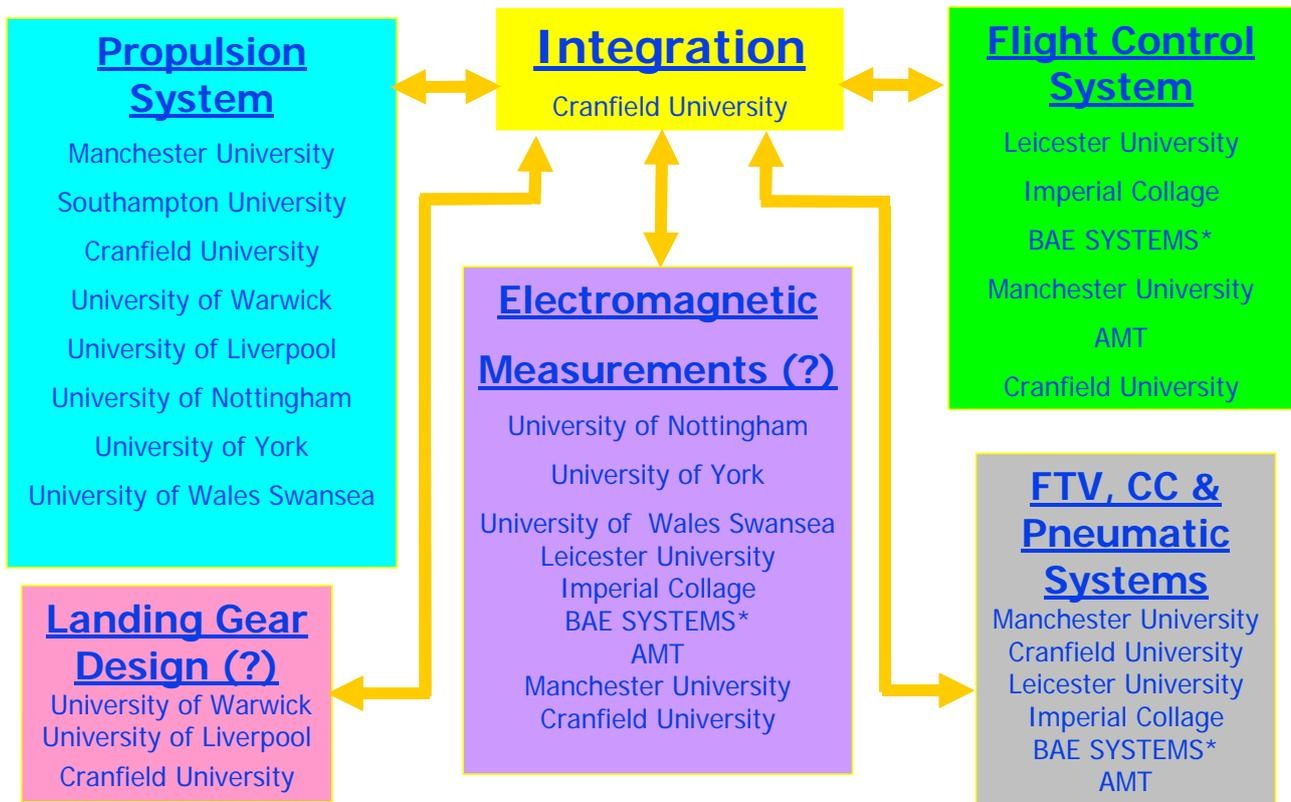 Propulsion
System
Manchester University
Southampton University
Cranfield University
University of Warwick
University of Liverpool
University of Nottingham
University of York
University of Wales Swansea
Integration
Cranfield University
Flight Control
System
Leicester University
Imperial Collage
BAE SYSTEMS*
Manchester University
AMT
Cranfield University
Electromagnetic
Measurements (?)
University of Nottingham
University of York
University of Wales Swansea
Leicester University
Imperial Collage
BAE SYSTEMS*
AMT
Manchester University
Cranfield University
Landing Gear
Design (?)
University of Warwick
University of Liverpool
Cranfield University
FTV, CC &
Pneumatic
Systems
Manchester University
Cranfield University
Leicester University
Imperial Collage
BAE SYSTEMS*
AMT